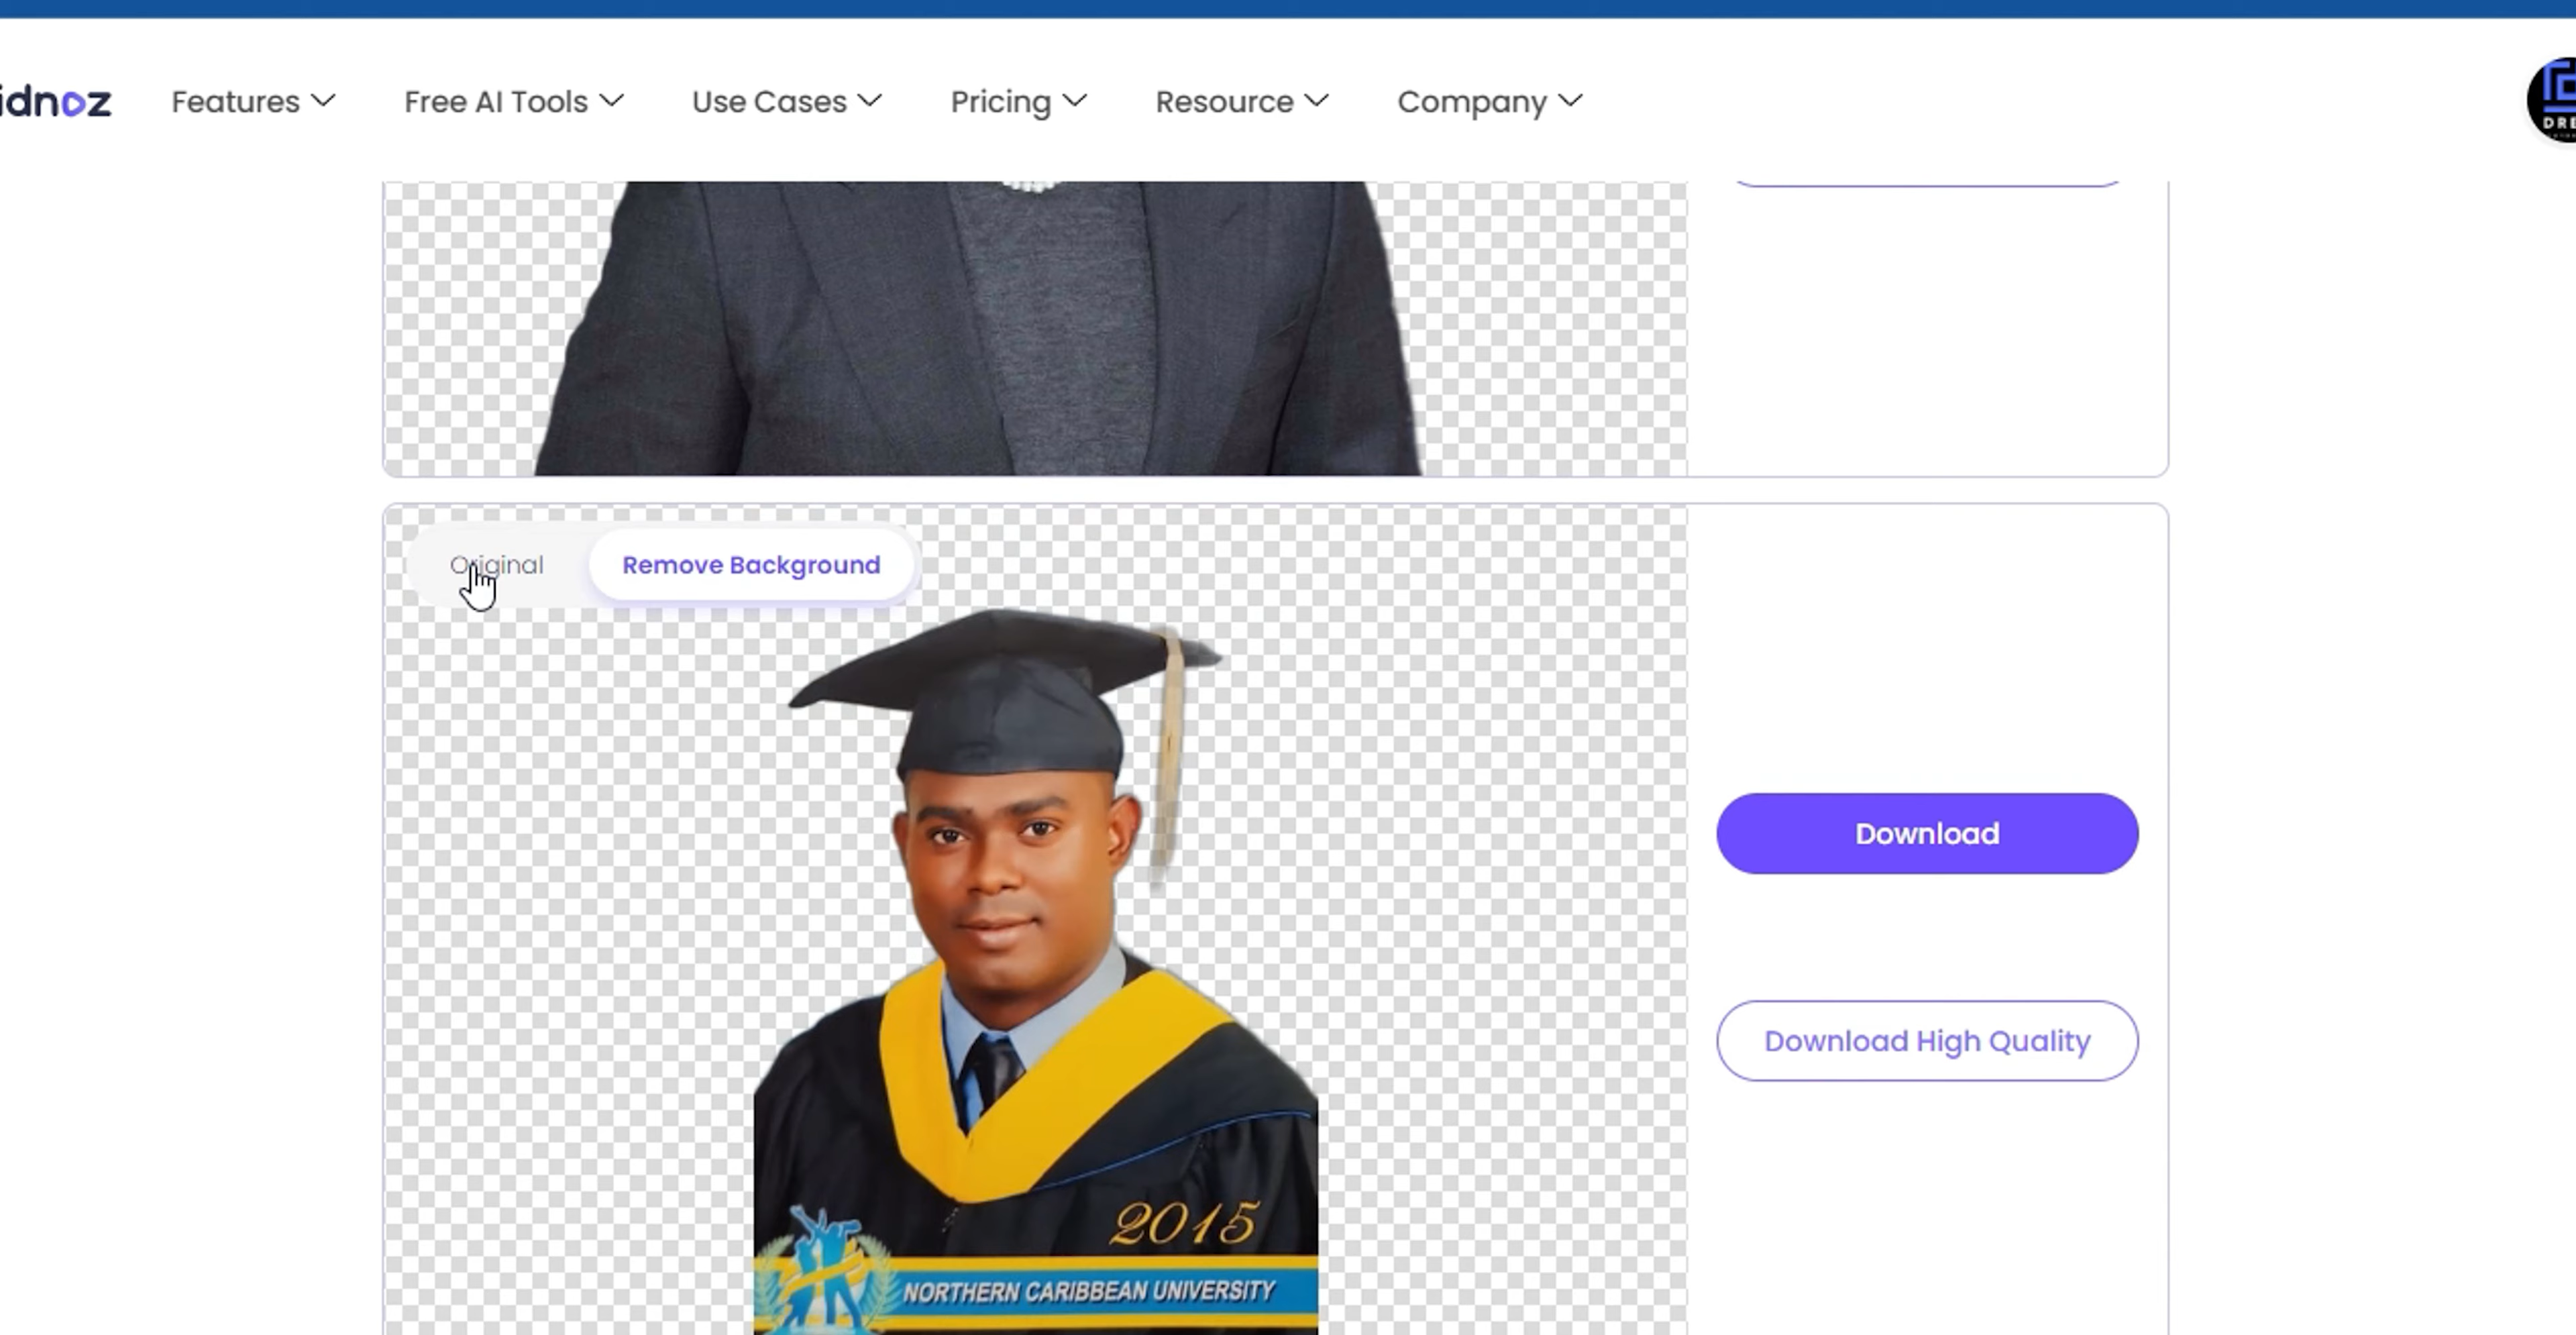 idnoz Features Free AI Tools Use Cases Pricing Resource Company
DRE
Original Remove Background
Download
Download High Quality
2015
NORTHERN CARIBBEAN UNIVERSITY